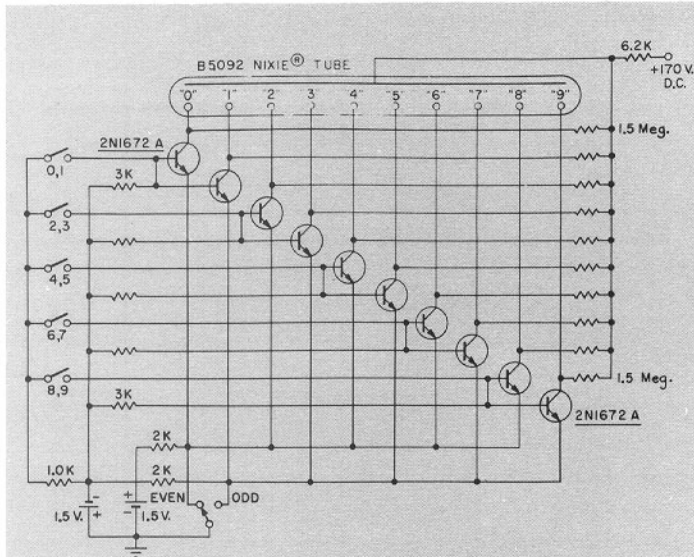 B5092 NIXIE® TUBE
6.2K
+170 V.
D.C.
"0" "1" "2" "3" "4" "5" "6" "7" "8" "9"
1.5 Meg.
2N1672 A
0,1
3K
2,3
4,5
6,7
8,9
3K
1.5 Meg.
2N1672 A
2K
1.0K
2K
EVEN
ODD
- +
1.5 V.
+ -
1.5 V.